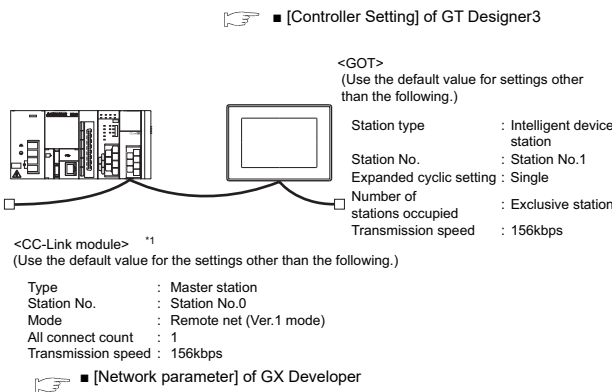 ■ [Controller Setting] of GT Designer3
<GOT>
(Use the default value for settings other
than the following.)
Station type : Intelligent device
station
Station No. : Station No.1
Expanded cyclic setting : Single
Number of
stations occupied : Exclusive station
Transmission speed : 156kbps
<CC-Link module> *1
(Use the default value for the settings other than the following.)
Type : Master station
Station No. : Station No.0
Mode : Remote net (Ver.1 mode)
All connect count : 1
Transmission speed : 156kbps
■ [Network parameter] of GX Developer